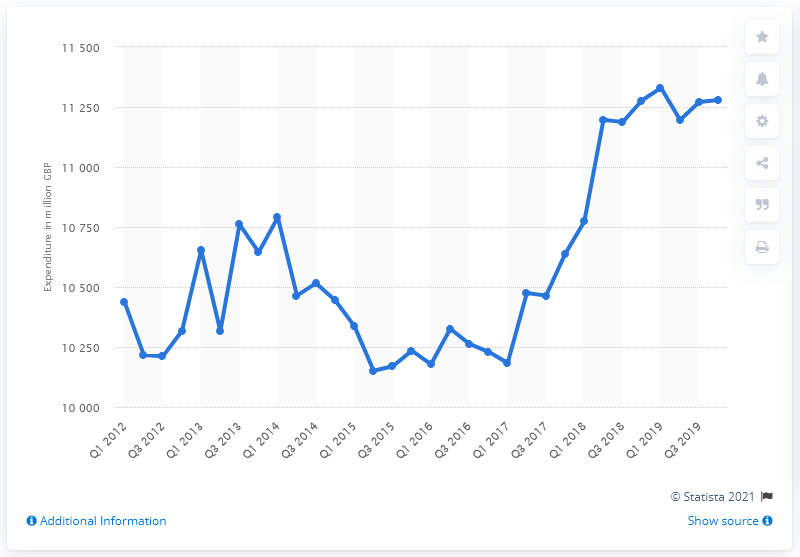 11 500
11 250
11 000
10 750
10 500
10 250
10 000
Expenditure in million GBP
Q1 2012
Q3 2012
Q1 2013
Q3 2013
Q1 2014
Q3 2014
Q1 2015
Q3 2015
Q1 2016
Q3 2016
Q1 2017
Q3 2017
Q1 2018
Q3 2018
Q1 2019
Q3 2019
© Statista 2021
Additional Information
Show source